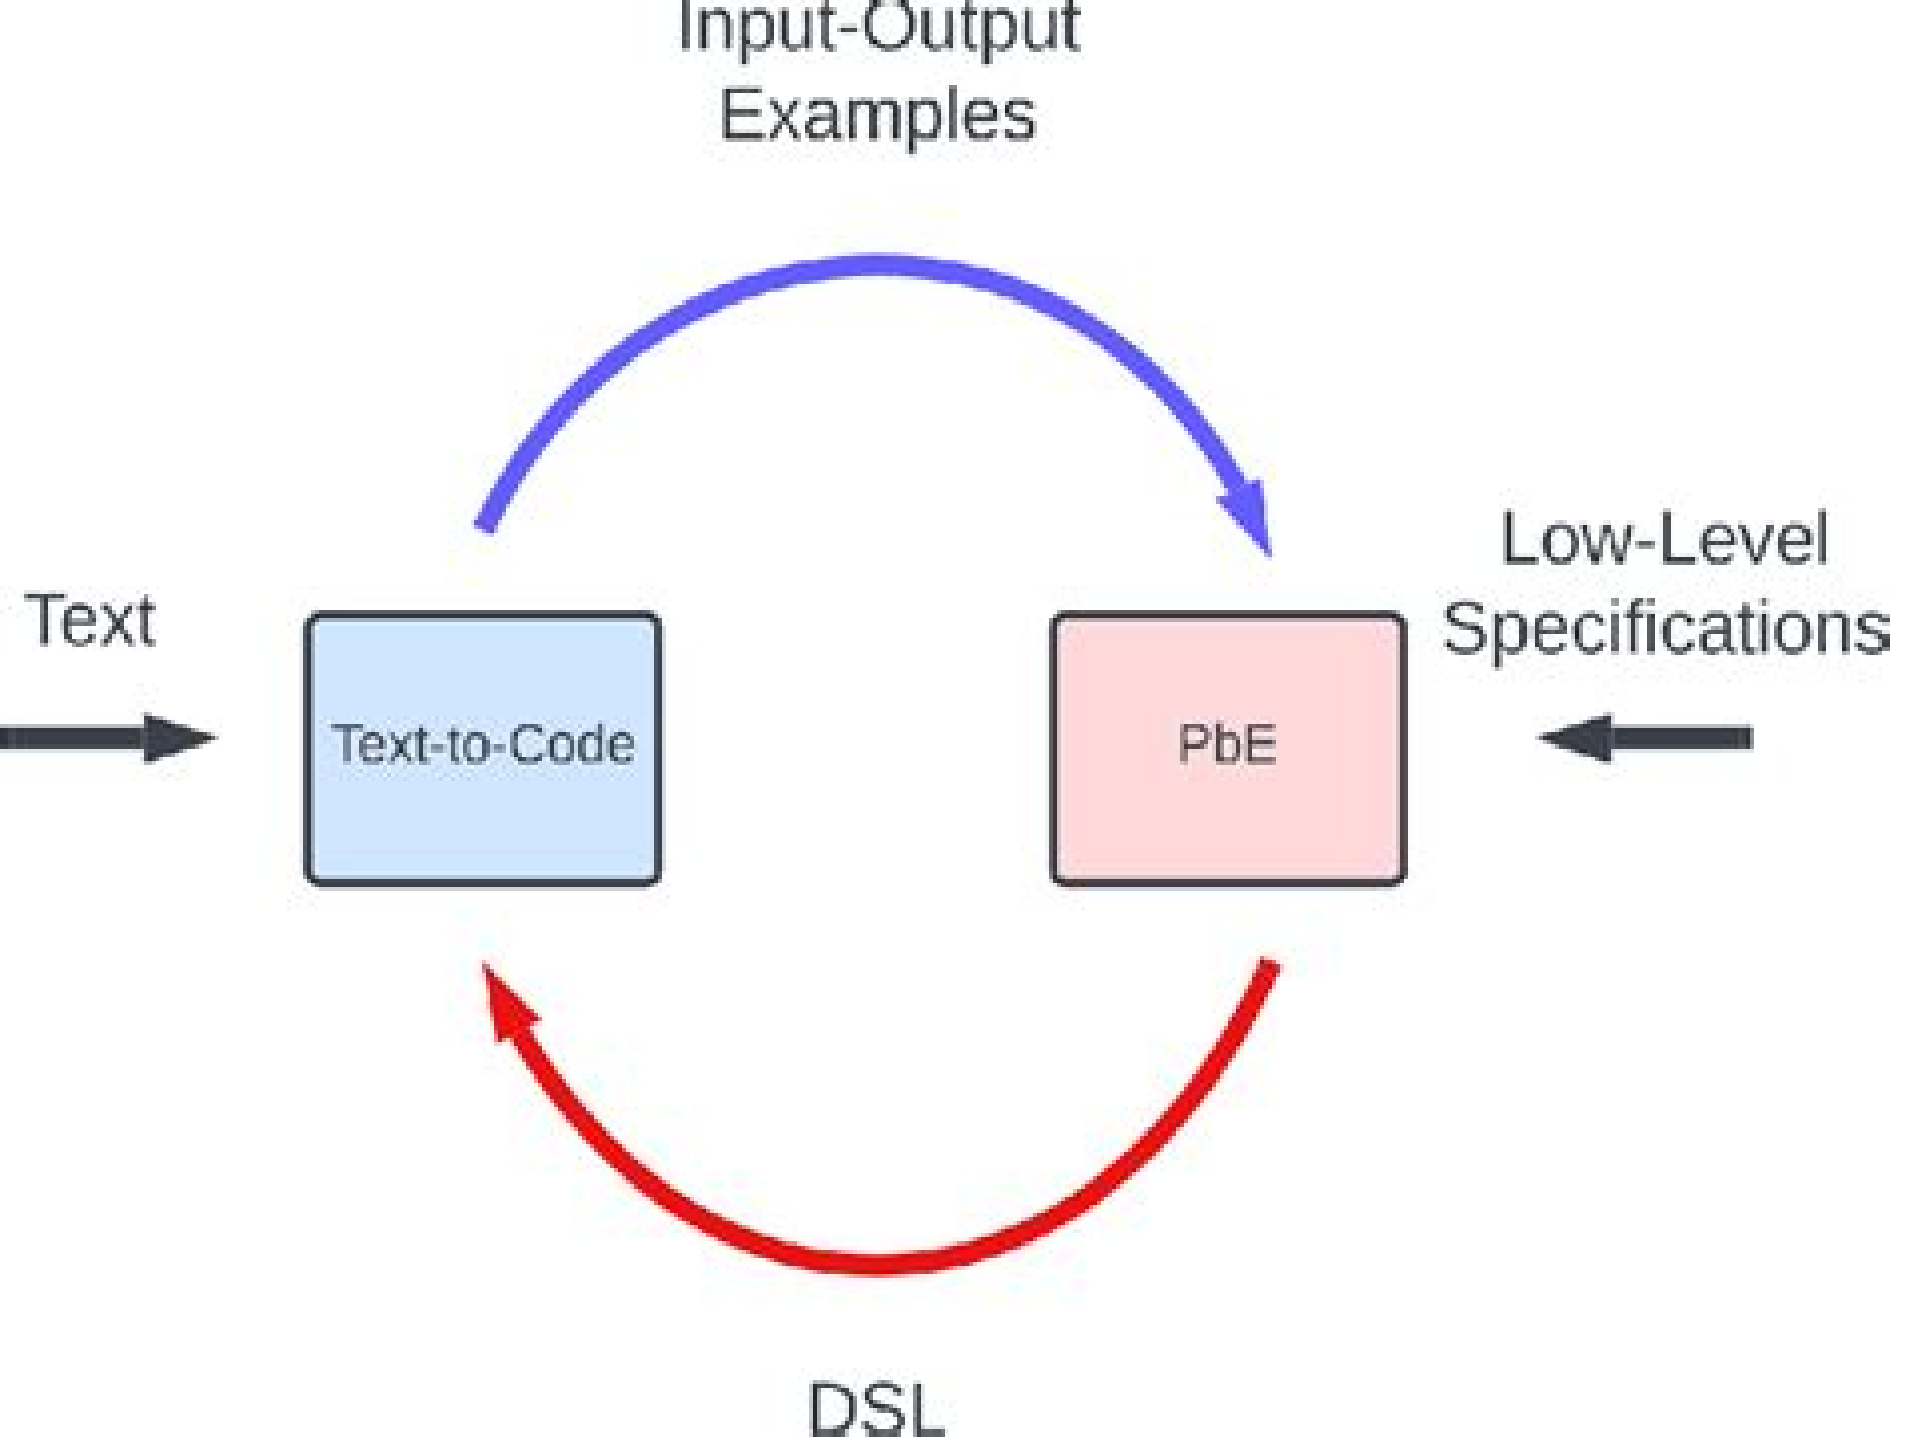 Input-Output
Examples
Low-Level
Specifications
Text
Text-to-Code
PbE
DSL